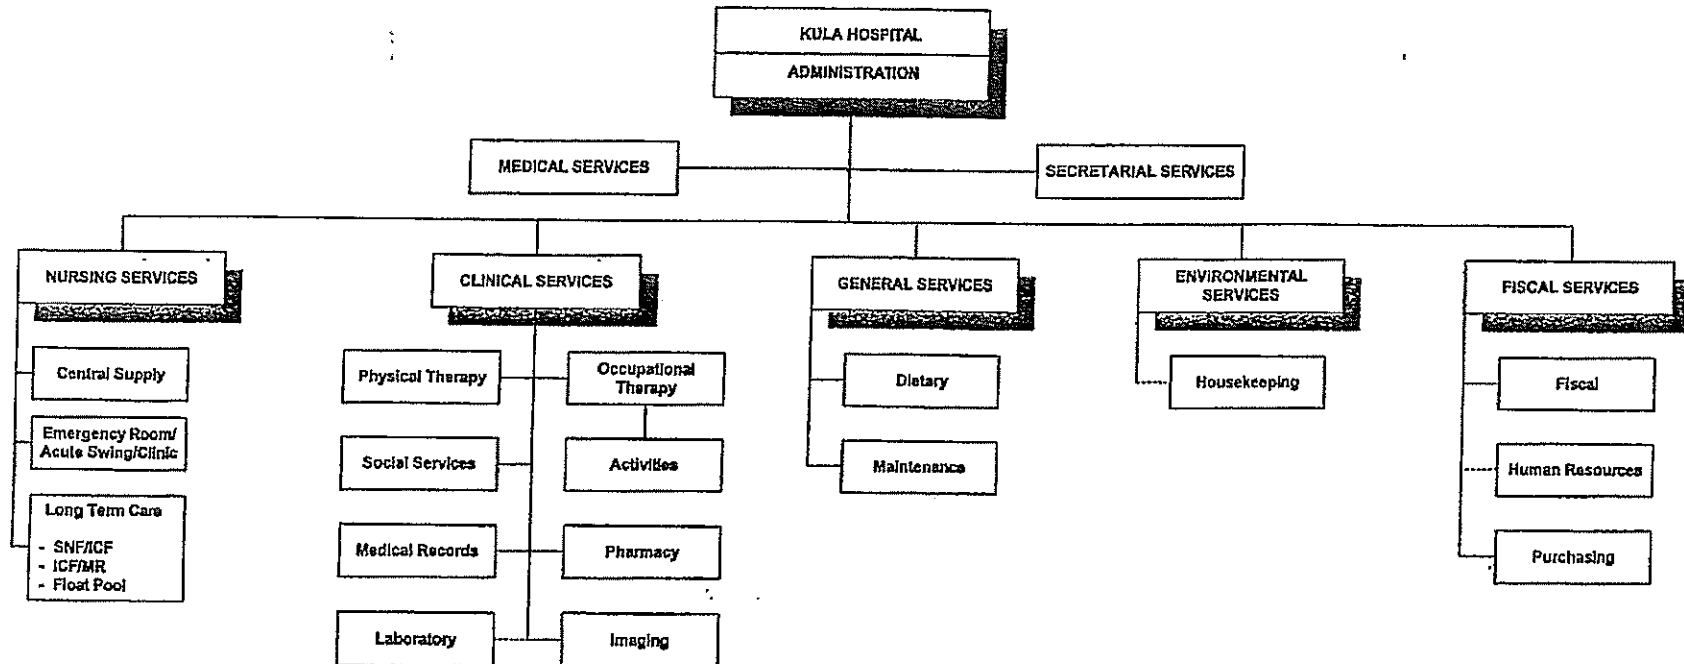 KULA HOSPITAL
ADMINISTRATION
MEDICAL SERVICES
SECRETARIAL SERVICES
NURSING SERVICES
CLINICAL SERVICES
GENERAL SERVICES
ENVIRONMENTAL
SERVICES
FISCAL SERVICES
Central Supply
Emergency Room/
Acute Swing/Clinic
Long Term Care
- SNF/ICF
- ICF/MR
- Float Pool
Physical Therapy
Occupational
Therapy
Social Services
Activities
Medical Records
Pharmacy
Laboratory
Imaging
Dietary
Maintenance
Housekeeping
Fiscal
Human Resources
Purchasing